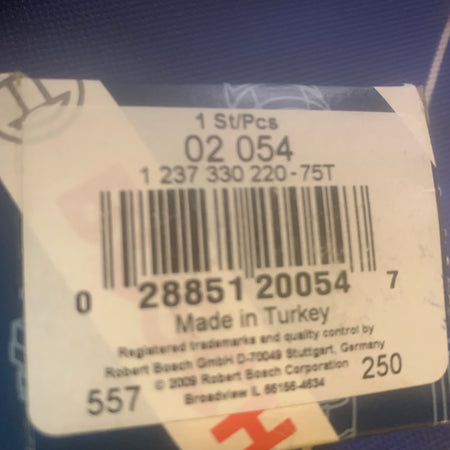 1 St/Pcs
02 054
1 237 330 220-75T
0 28851 20054 7
Made in Turkey
Registered trademarks and quality control by
Robert Bosch GmbH D-70049 Stuttgart, Germany
© 2009 Robert Bosch Corporation
Broadview IL 60155-4634
557
250